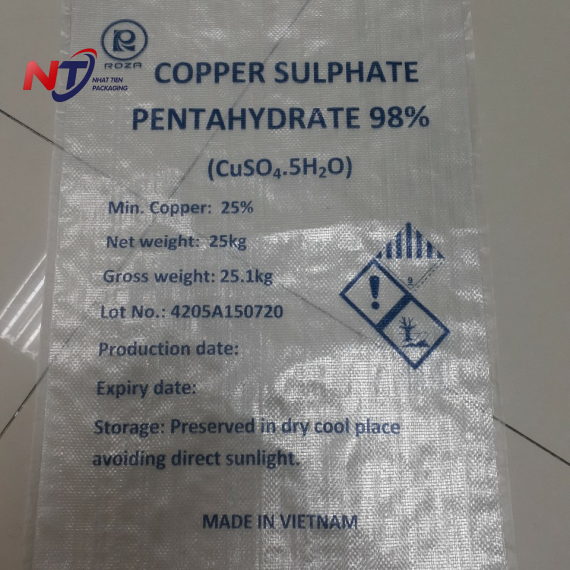 ROZA
NT NHAT TIEN
PACKAGING
COPPER SULPHATE
PENTAHYDRATE 98%
(CuSO₄.5H₂O)
Min. Copper: 25%
Net weight: 25kg
Gross weight: 25.1kg
Lot No.: 4205A150720
Production date:
Expiry date:
Storage: Preserved in dry cool place
avoiding direct sunlight.
9
!
MADE IN VIETNAM